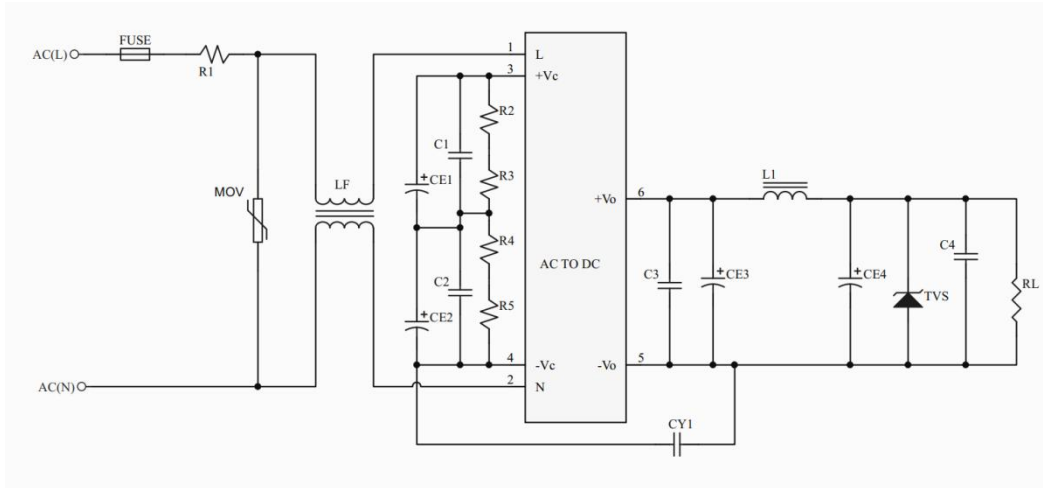 AC(L)
FUSE
R1
MOV
AC(N)
LF
1
L
3
+Vc
R2
C1
R3
+
CE1
R4
C2
R5
+
CE2
4
-Vc
2
N
AC TO DC
+Vo
6
-Vo
5
C3
+
CE3
L1
+
CE4
TVS
C4
RL
CY1